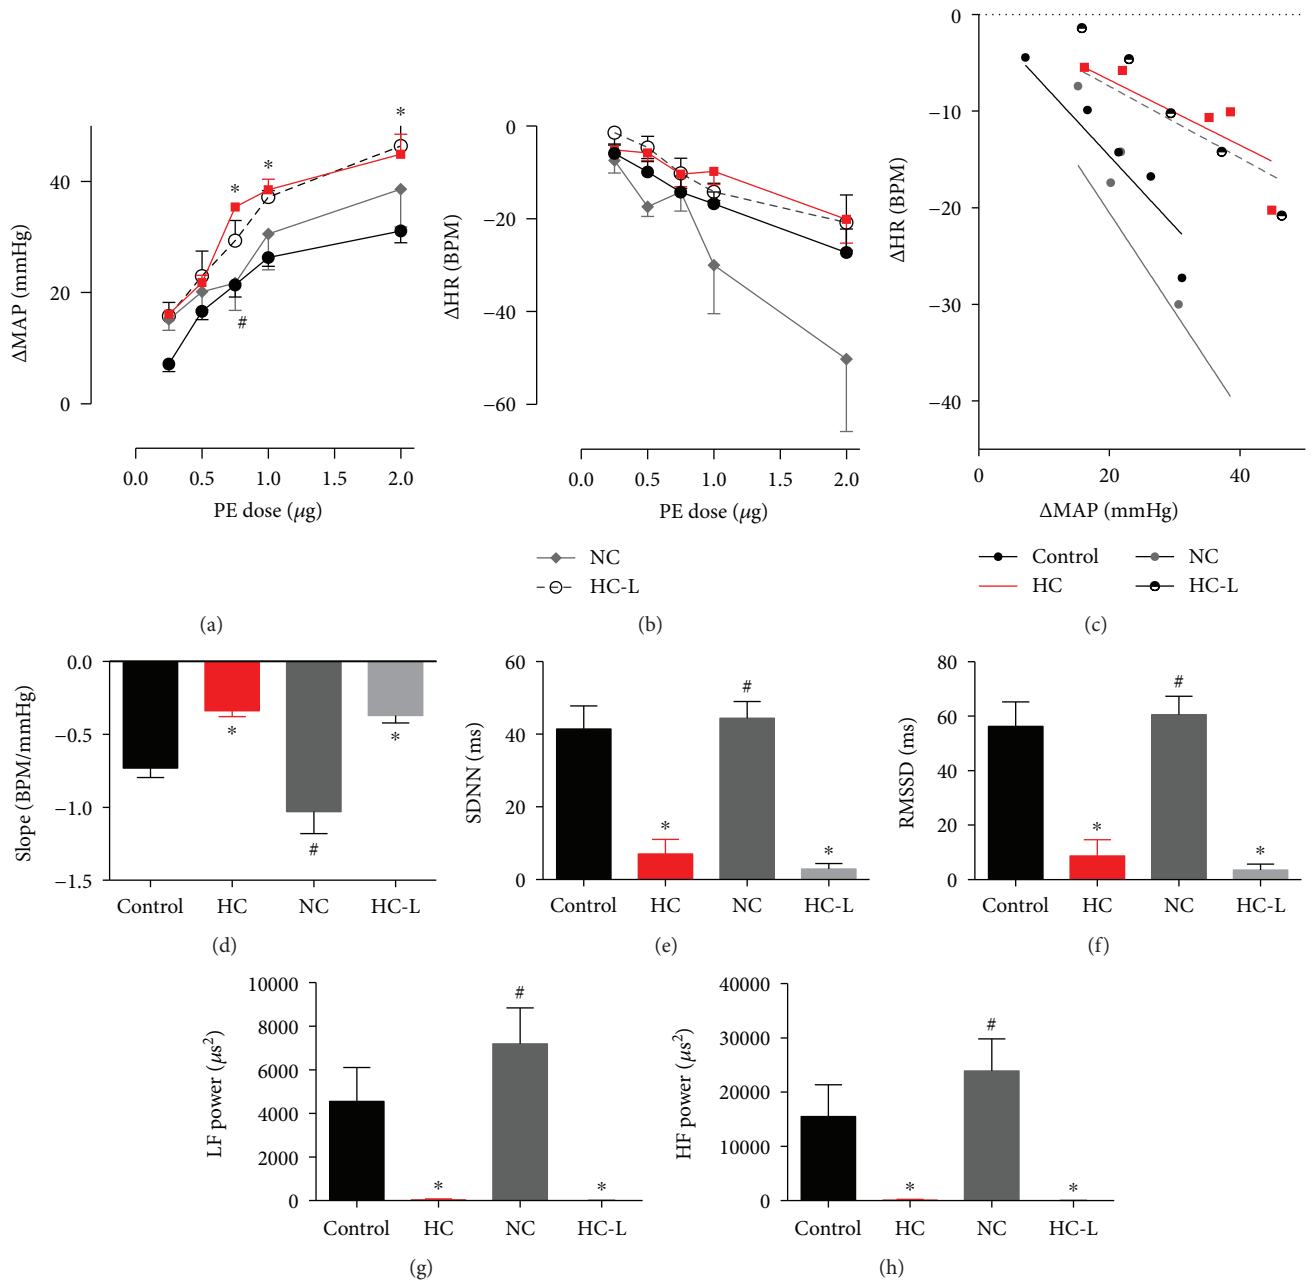 ΔMAP (mmHg)
40
20
0
*
*
*
#
0.0 0.5 1.0 1.5 2.0
PE dose (μg)
(a)
ΔHR (BPM)
0
−20
−40
−60
0.0 0.5 1.0 1.5 2.0
PE dose (μg)
NC
HC-L
(b)
ΔHR (BPM)
0
−10
−20
−30
−40
0 20 40
ΔMAP (mmHg)
Control NC
HC HC-L
(c)
Slope (BPM/mmHg)
0.0
−0.5
−1.0
−1.5
*
#
*
Control HC NC HC-L
(d)
SDNN (ms)
60
40
20
0
*
#
*
Control HC NC HC-L
(e)
RMSSD (ms)
80
60
40
20
0
*
#
*
Control HC NC HC-L
(f)
LF power (μs²)
10000
8000
6000
4000
2000
0
*
#
*
Control HC NC HC-L
(g)
HF power (μs²)
40000
30000
20000
10000
0
*
#
*
Control HC NC HC-L
(h)